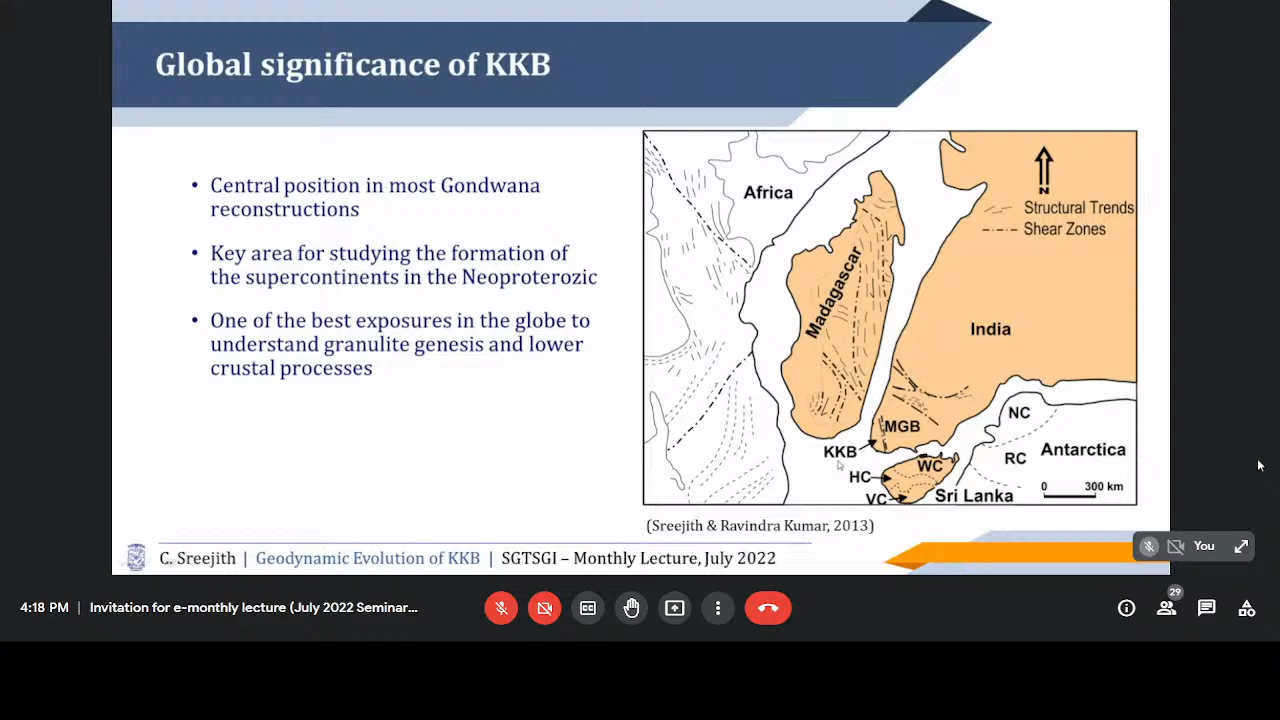 Global significance of KKB
• Central position in most Gondwana
reconstructions
• Key area for studying the formation of
the supercontinents in the Neoproterozic
• One of the best exposures in the globe to
understand granulite genesis and lower
crustal processes
Africa
N
Structural Trends
Shear Zones
Madagascar
India
NC
MGB
KKB
Antarctica
RC
WC
HC
VC
Sri Lanka
0 300 km
(Sreejith & Ravindra Kumar, 2013)
C. Sreejith | Geodynamic Evolution of KKB | SGTSGI – Monthly Lecture, July 2022
You
4:18 PM | Invitation for e-monthly lecture (July 2022 Seminar...
CC
29